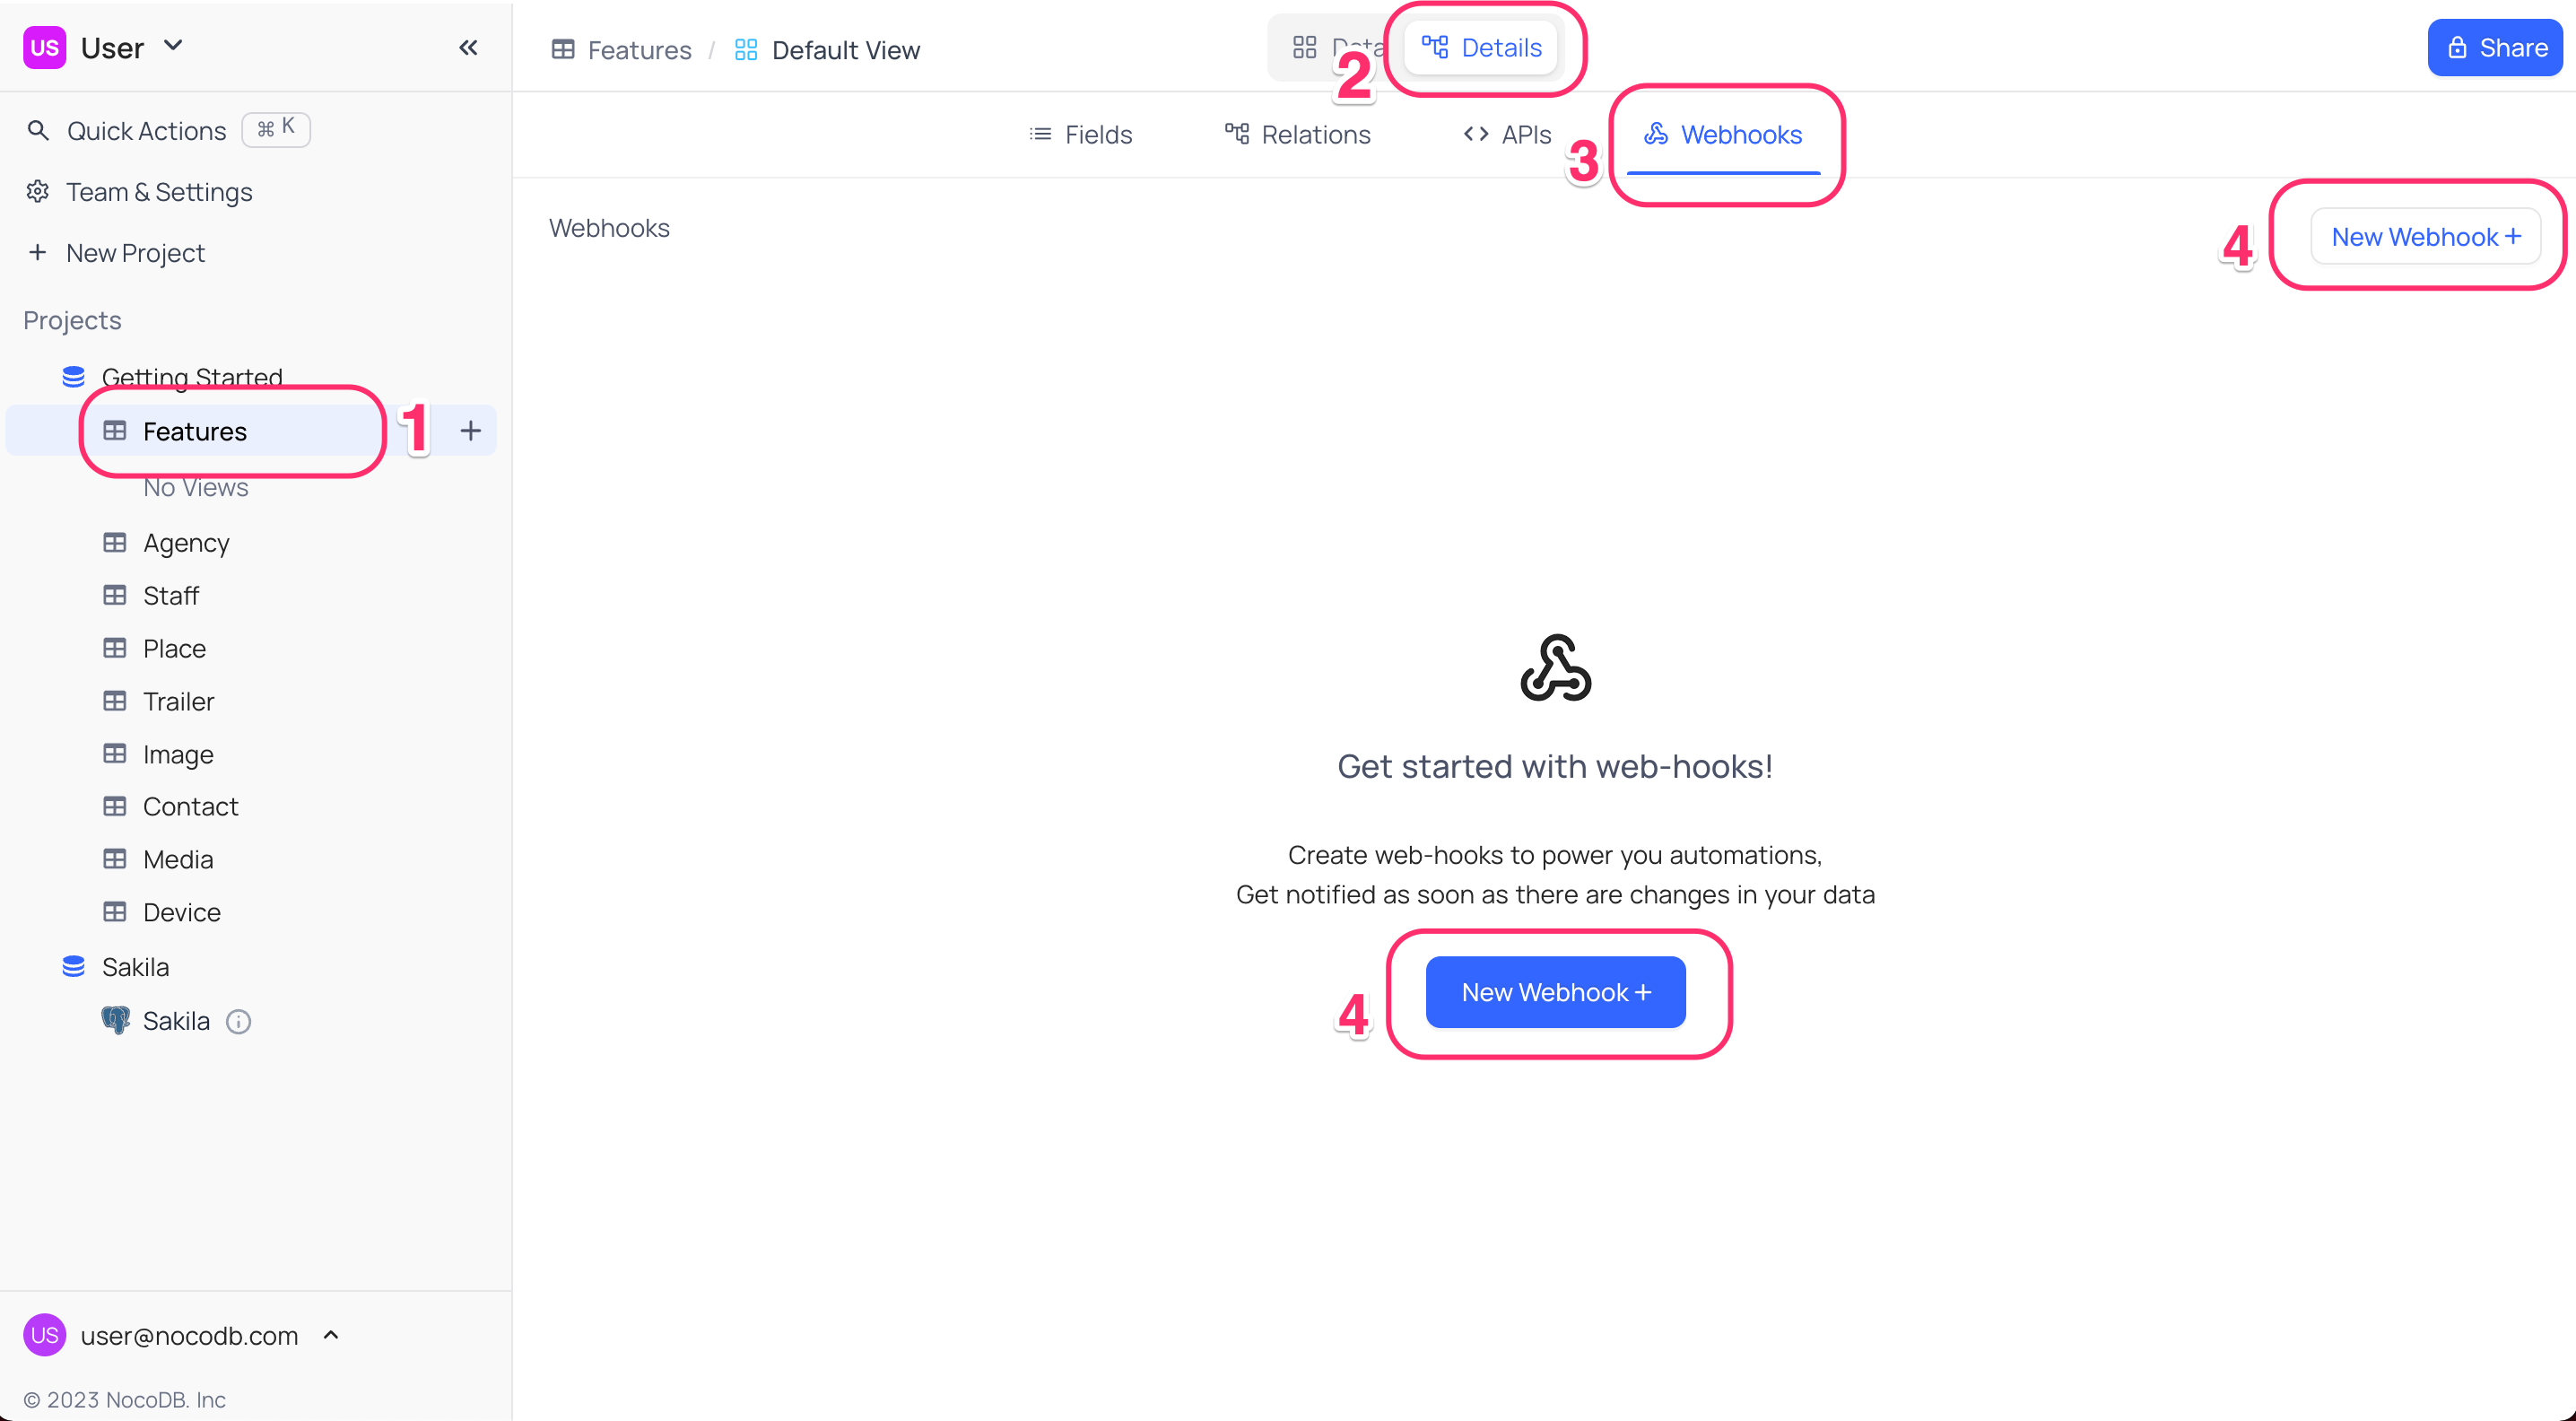 US User
Features / Default View
Data
Details
Share
Quick Actions ⌘ K
Team & Settings
New Project
Projects
Getting Started
Features
No Views
Agency
Staff
Place
Trailer
Image
Contact
Media
Device
Sakila
Sakila
US user@nocodb.com
© 2023 NocoDB. Inc
1
2
Fields
Relations
APIs
3
Webhooks
Webhooks
4
New Webhook +
Get started with web-hooks!
Create web-hooks to power you automations,
Get notified as soon as there are changes in your data
4
New Webhook +